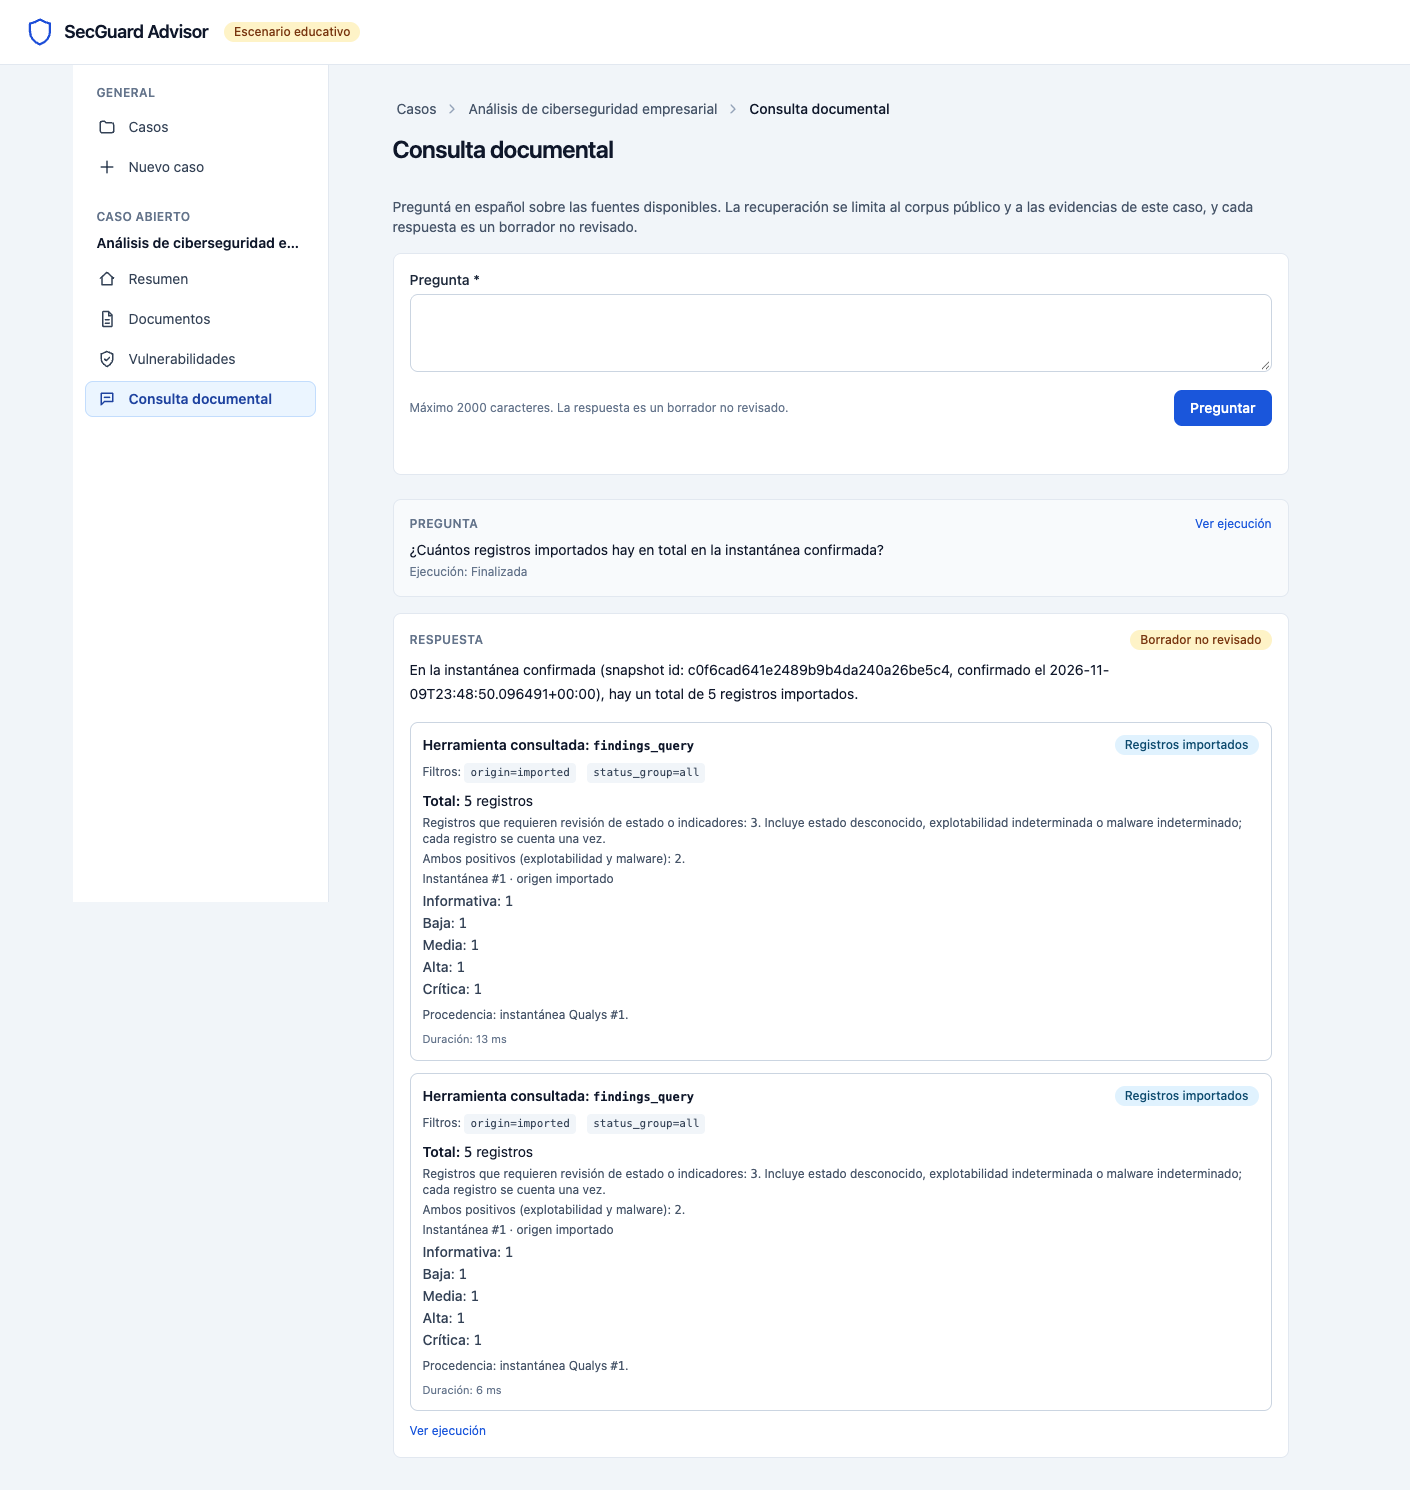 SecGuard Advisor
Escenario educativo
GENERAL
Casos
Nuevo caso
CASO ABIERTO
Análisis de ciberseguridad e...
Resumen
Documentos
Vulnerabilidades
Consulta documental
Casos > Análisis de ciberseguridad empresarial > Consulta documental
Consulta documental
Preguntá en español sobre las fuentes disponibles. La recuperación se limita al corpus público y a las evidencias de este caso, y cada
respuesta es un borrador no revisado.
Pregunta *
Máximo 2000 caracteres. La respuesta es un borrador no revisado.
Preguntar
PREGUNTA
Ver ejecución
¿Cuántos registros importados hay en total en la instantánea confirmada?
Ejecución: Finalizada
RESPUESTA
Borrador no revisado
En la instantánea confirmada (snapshot id: c0f6cad641e2489b9b4da240a26be5c4, confirmado el 2026-11-
09T23:48:50.096491+00:00), hay un total de 5 registros importados.
Herramienta consultada: findings_query
Registros importados
Filtros: origin=imported status_group=all
Total: 5 registros
Registros que requieren revisión de estado o indicadores: 3. Incluye estado desconocido, explotabilidad indeterminada o malware indeterminado;
cada registro se cuenta una vez.
Ambos positivos (explotabilidad y malware): 2.
Instantánea #1 · origen importado
Informativa: 1
Baja: 1
Media: 1
Alta: 1
Crítica: 1
Procedencia: instantánea Qualys #1.
Duración: 13 ms
Herramienta consultada: findings_query
Registros importados
Filtros: origin=imported status_group=all
Total: 5 registros
Registros que requieren revisión de estado o indicadores: 3. Incluye estado desconocido, explotabilidad indeterminada o malware indeterminado;
cada registro se cuenta una vez.
Ambos positivos (explotabilidad y malware): 2.
Instantánea #1 · origen importado
Informativa: 1
Baja: 1
Media: 1
Alta: 1
Crítica: 1
Procedencia: instantánea Qualys #1.
Duración: 6 ms
Ver ejecución